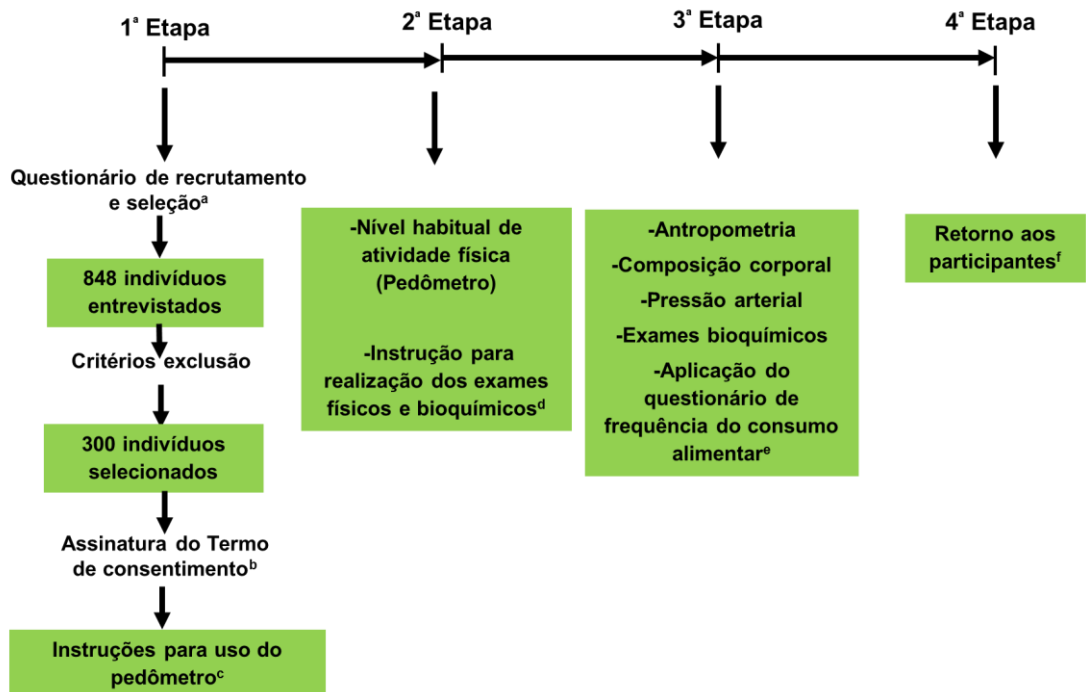 1ª Etapa
2ª Etapa
3ª Etapa
4ª Etapa
Questionário de recrutamento
e seleçãoᵃ
848 indivíduos
entrevistados
Critérios exclusão
300 indivíduos
selecionados
Assinatura do Termo
de consentimentoᵇ
Instruções para uso do
pedômetroᶜ
-Nível habitual de
atividade física
(Pedômetro)
-Instrução para
realização dos exames
físicos e bioquímicosᵈ
-Antropometria
-Composição corporal
-Pressão arterial
-Exames bioquímicos
-Aplicação do
questionário de
frequência do consumo
alimentarᵉ
Retorno aos
participantesᶠ